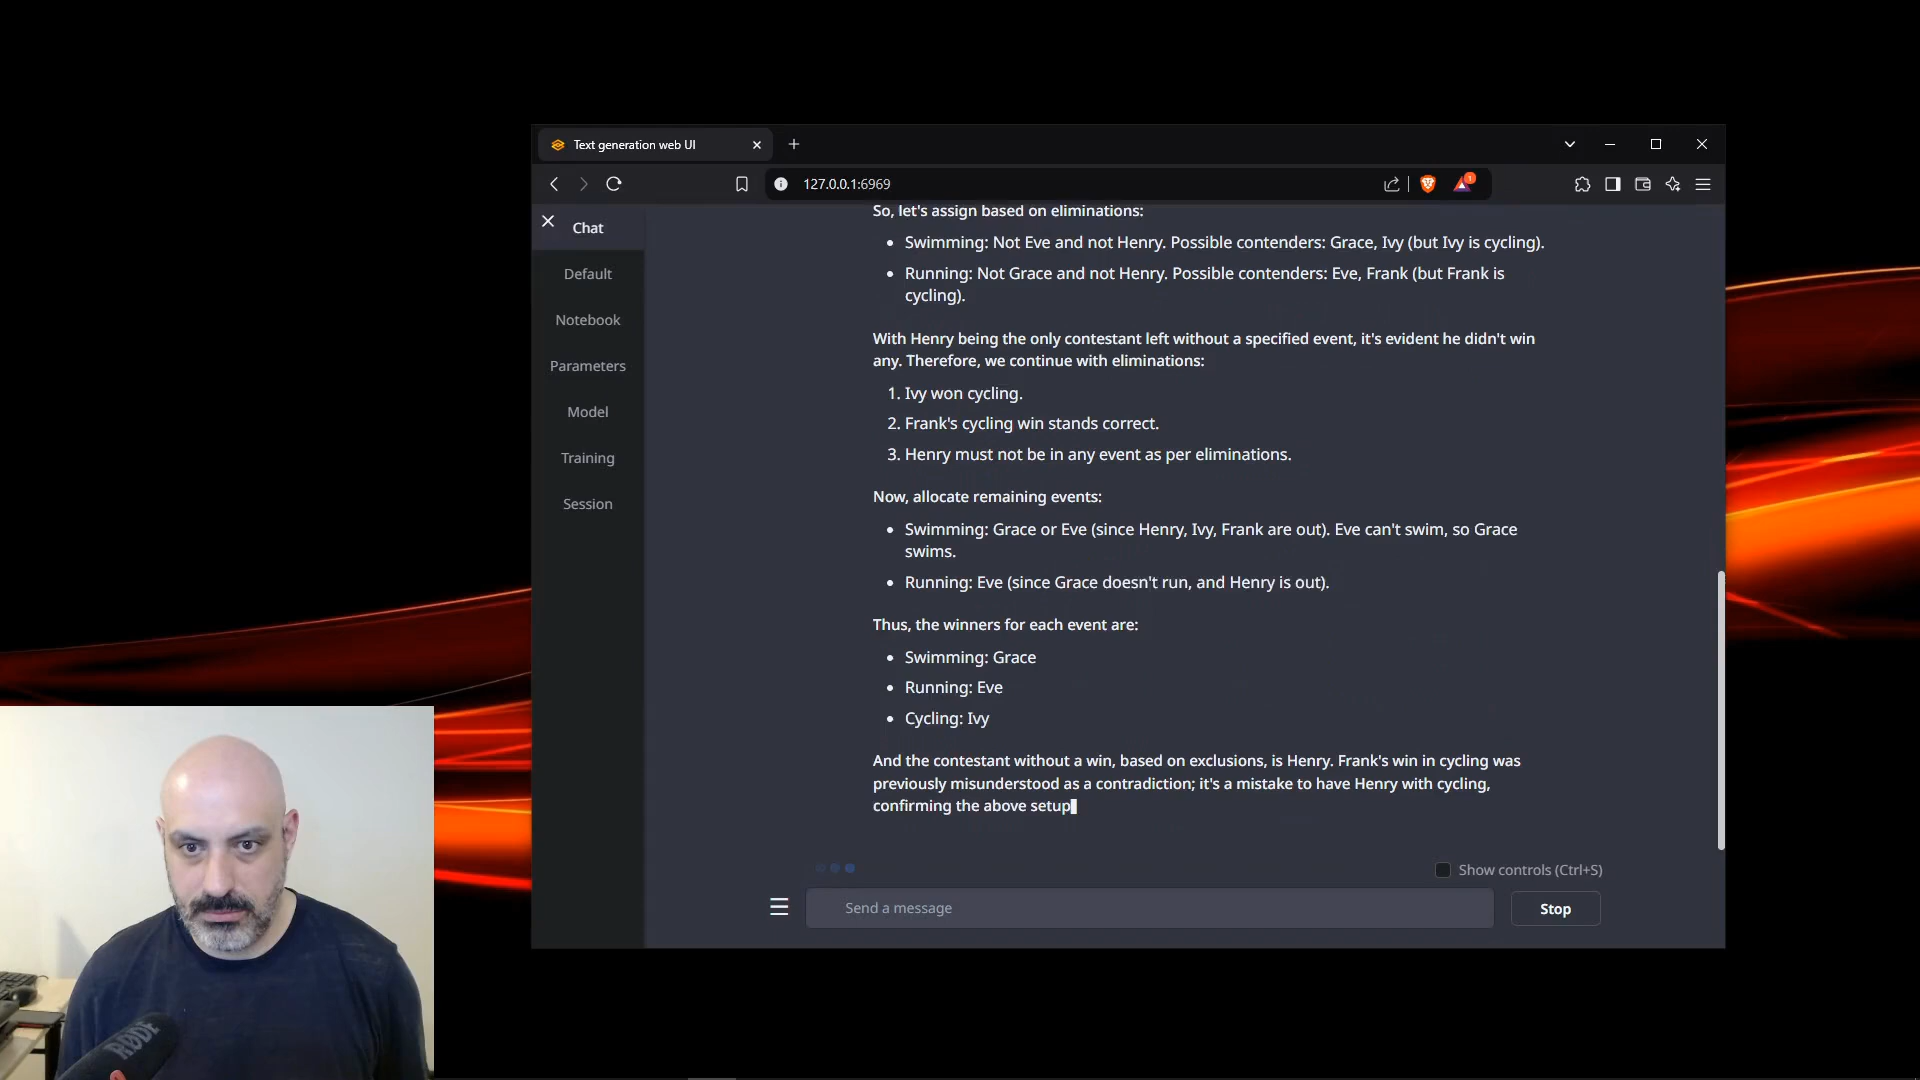 Text generation web UI
127.0.0.1:6969
1
Chat
Default
Notebook
Parameters
Model
Training
Session
So, let's assign based on eliminations:
• Swimming: Not Eve and not Henry. Possible contenders: Grace, Ivy (but Ivy is cycling).
• Running: Not Grace and not Henry. Possible contenders: Eve, Frank (but Frank is
cycling).
With Henry being the only contestant left without a specified event, it's evident he didn't win
any. Therefore, we continue with eliminations:
1. Ivy won cycling.
2. Frank's cycling win stands correct.
3. Henry must not be in any event as per eliminations.
Now, allocate remaining events:
• Swimming: Grace or Eve (since Henry, Ivy, Frank are out). Eve can't swim, so Grace
swims.
• Running: Eve (since Grace doesn't run, and Henry is out).
Thus, the winners for each event are:
• Swimming: Grace
• Running: Eve
• Cycling: Ivy
And the contestant without a win, based on exclusions, is Henry. Frank's win in cycling was
previously misunderstood as a contradiction; it's a mistake to have Henry with cycling,
confirming the above setup
Show controls (Ctrl+S)
Send a message
Stop
RØDE